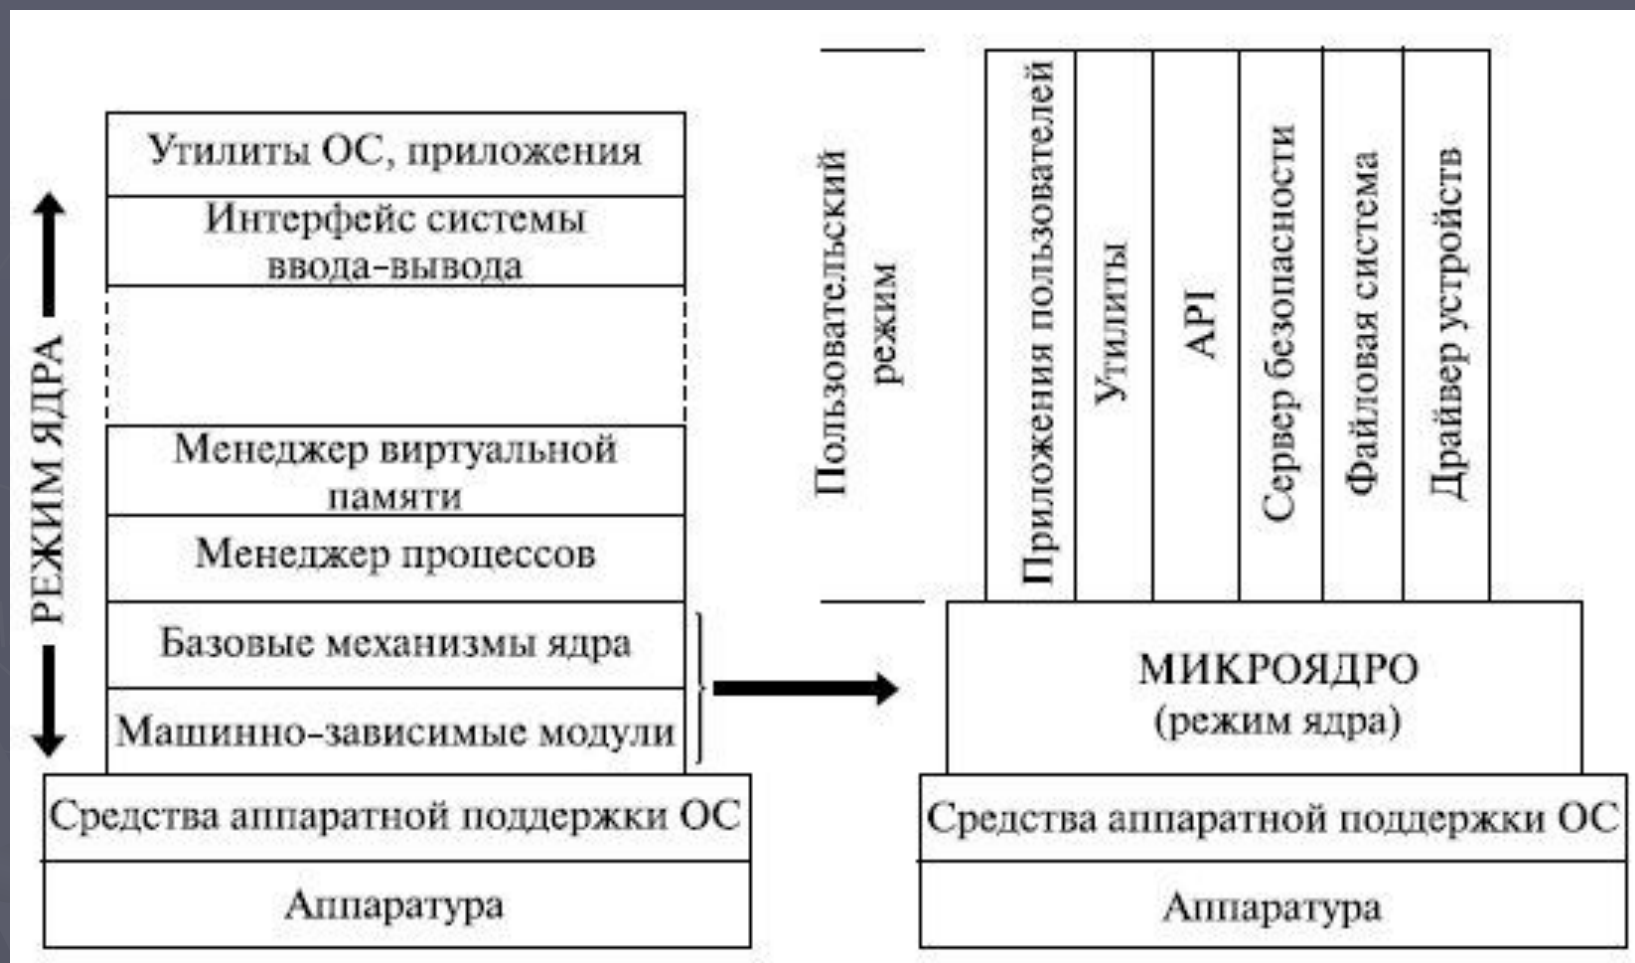 Утилиты ОС, приложения
Интерфейс системы
ввода-вывода
РЕЖИМ ЯДРА
Менеджер виртуальной
памяти
Менеджер процессов
Базовые механизмы ядра
Машинно-зависимые модули
Средства аппаратной поддержки ОС
Аппаратура
Пользовательский
режим
Приложения пользователей
Утилиты
API
Сервер безопасности
Файловая система
Драйвер устройств
МИКРОЯДРО
(режим ядра)
Средства аппаратной поддержки ОС
Аппаратура